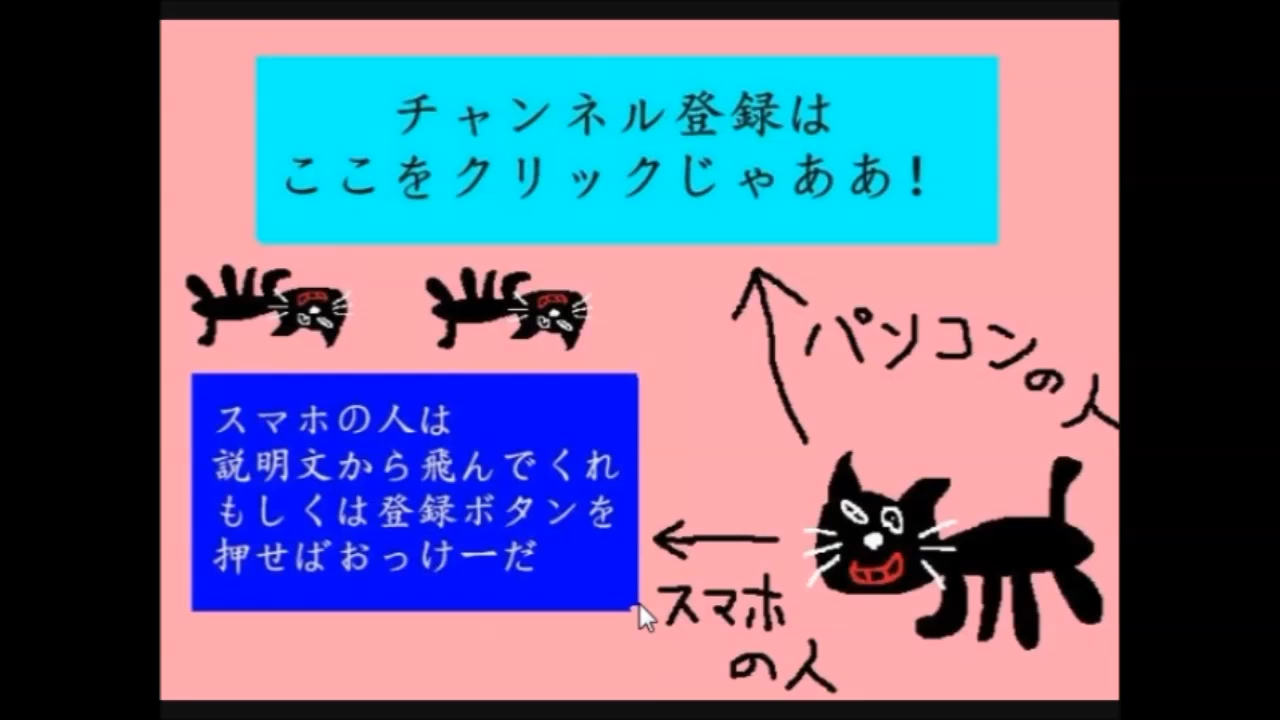 チャンネル登録は
ここをクリックじゃああ！
パソコンの人
スマホの人は
説明文から飛んでくれ
もしくは登録ボタンを
押せばおっけーだ
スマホ
の人